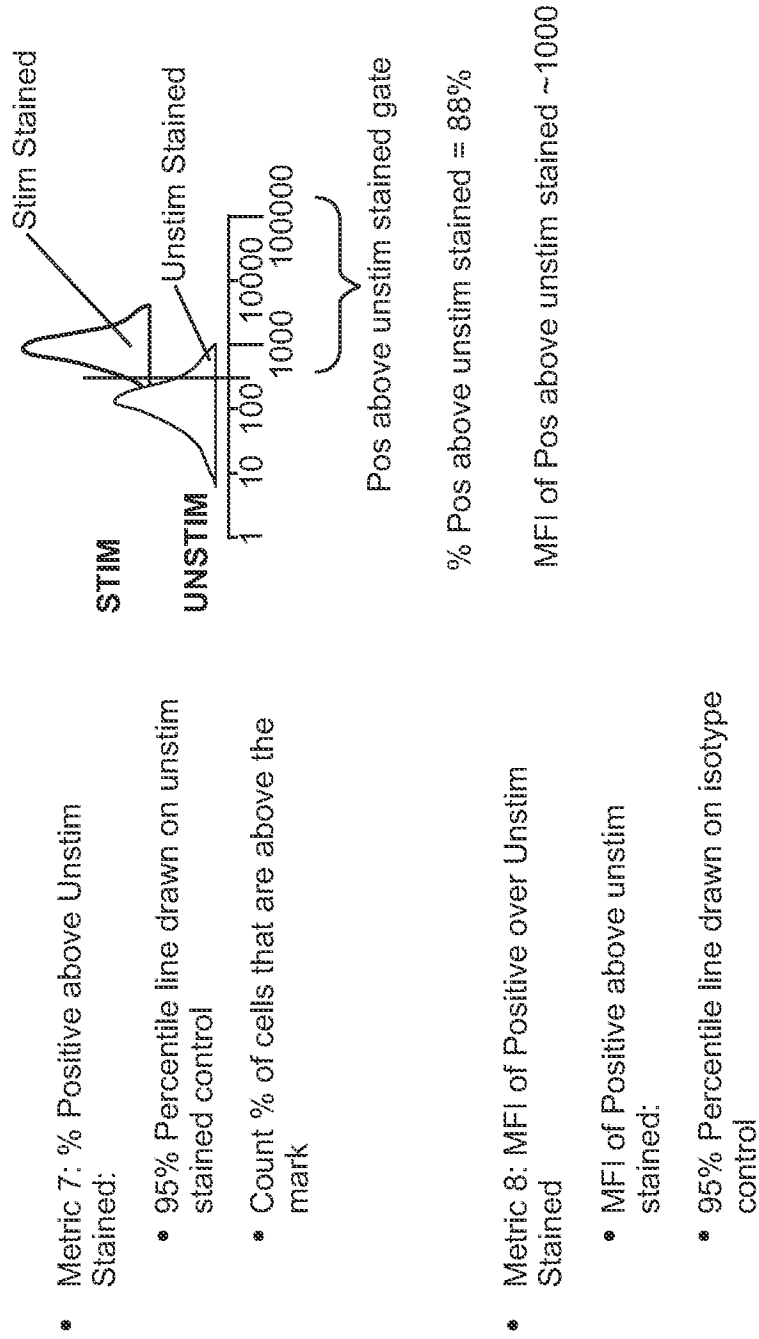 • Metric 7: % Positive above Unstim
Stained:
• 95% Percentile line drawn on unstim
stained control
• Count % of cells that are above the
mark
• Metric 8: MFI of Positive over Unstim
Stained
• MFI of Positive above unstim
stained:
• 95% Percentile line drawn on isotype
control
Stim Stained
STIM
Unstim Stained
UNSTIM
1 10 100 1000 10000 100000
Pos above unstim stained gate
% Pos above unstim stained = 88%
MFI of Pos above unstim stained ~1000